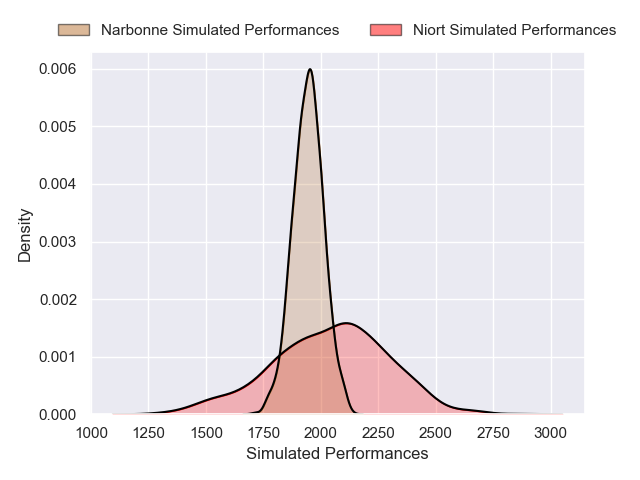 Narbonne Simulated Performances Niort Simulated Performances
0.006
0.005
0.004
0.003
0.002
0.001
0.000
Density
1000 1250 1500 1750 2000 2250 2500 2750 3000
Simulated Performances